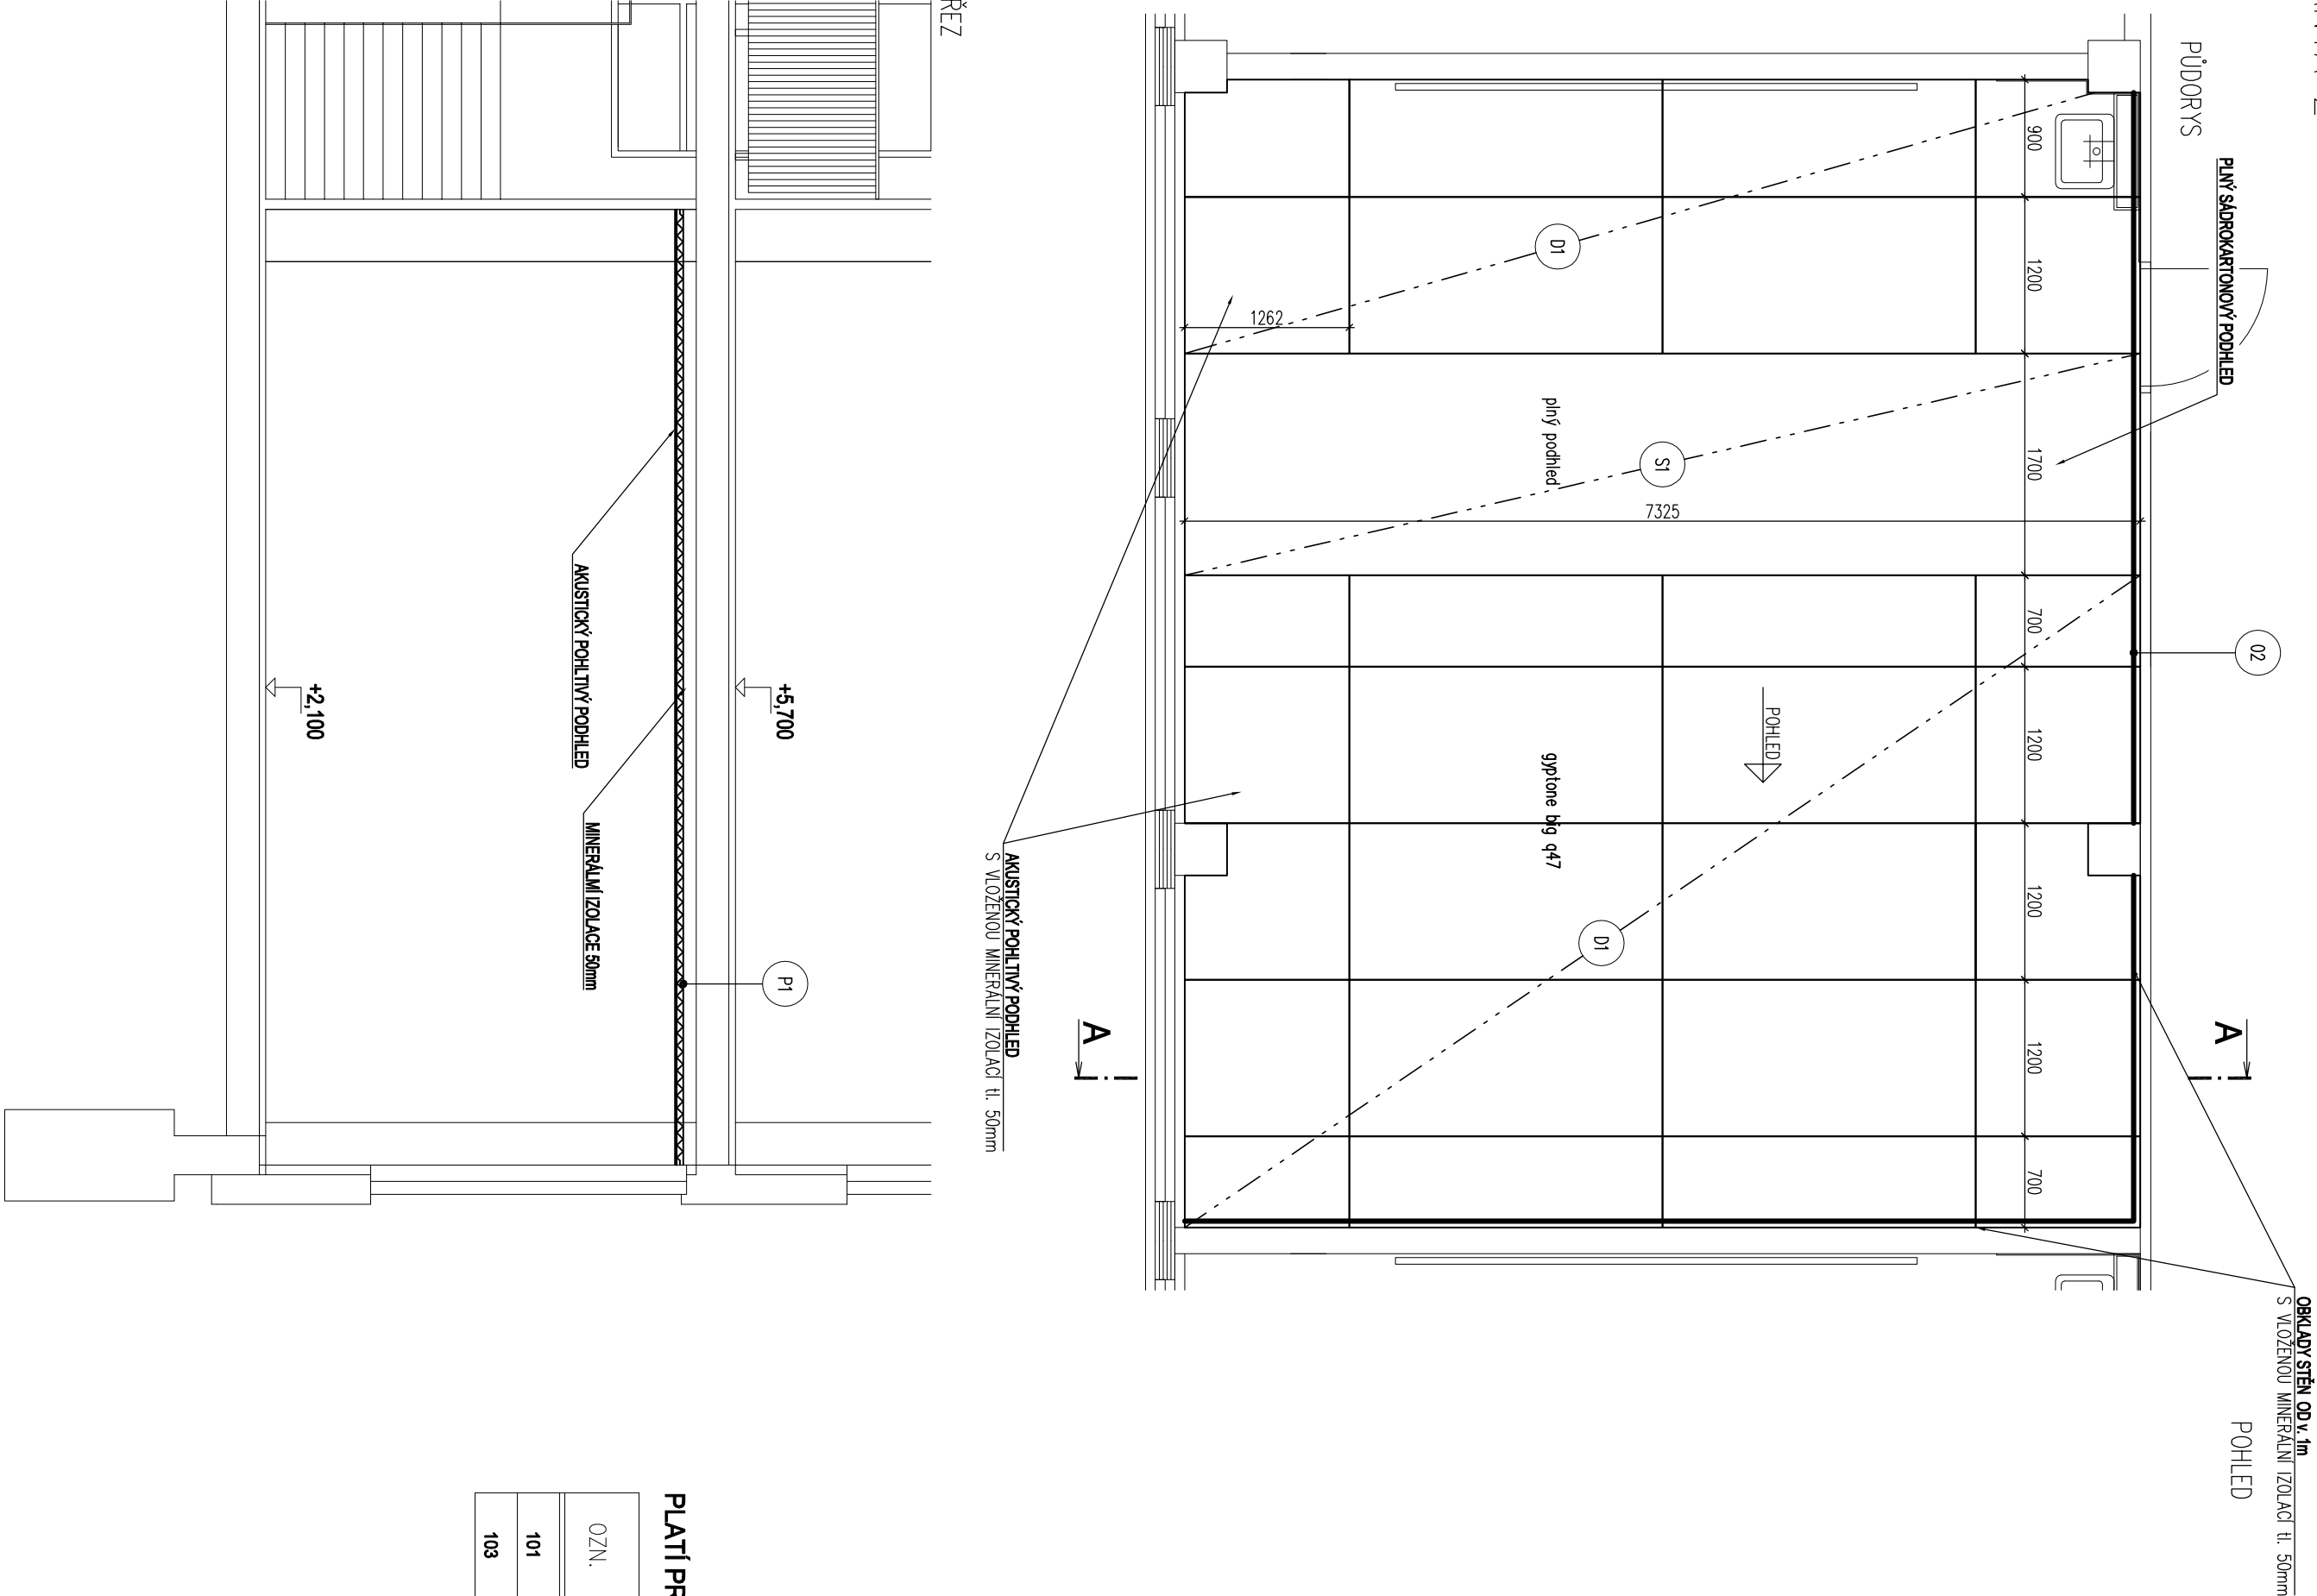 PŮDORYS
PLNÝ SÁDROKARTONOVÝ PODHLED
900
1200
1700
700
1200
1200
1200
700
02
A
OBKLADY STĚN OD v. 1m
S VLOŽENOU MINERÁLNÍ IZOLACÍ tl. 50mm
POHLED
POHLED
D1
S1
plný podhled
7325
1262
gyptone big q47
D1
A
AKUSTICKÝ POHLTIVÝ PODHLED
S VLOŽENOU MINERÁLNÍ IZOLACÍ tl. 50mm
ŘEZ
+5,700
P1
AKUSTICKÝ POHLTIVÝ PODHLED
MINERÁLMÍ IZOLACE 50mm
+2,100
PLATÍ PR
OZN.
101
103